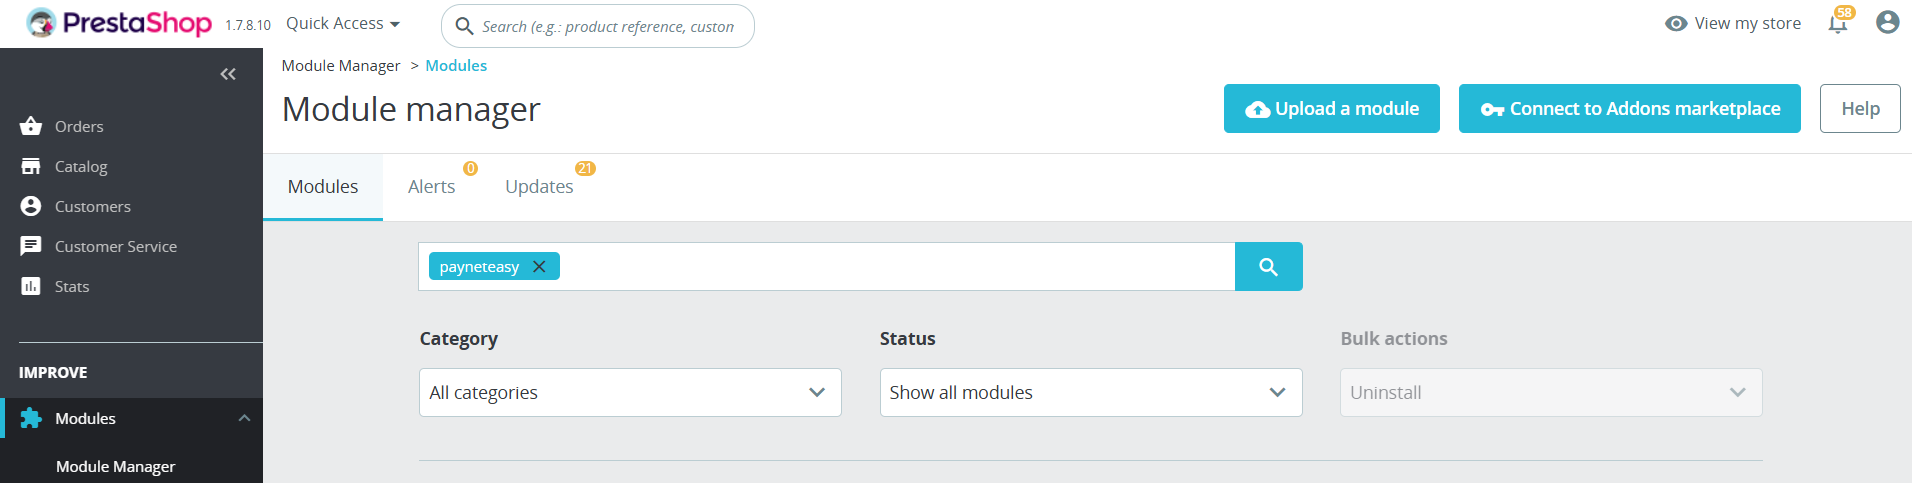 PrestaShop 1.7.8.10 Quick Access Search (e.g.: product reference, custon View my store 58
Module Manager > Modules
Module manager
Upload a module Connect to Addons marketplace Help
Orders
Catalog
Customers
Customer Service
Stats
IMPROVE
Modules
Module Manager
Modules Alerts 0 Updates 21
payneteasy
Category Status Bulk actions
All categories Show all modules Uninstall